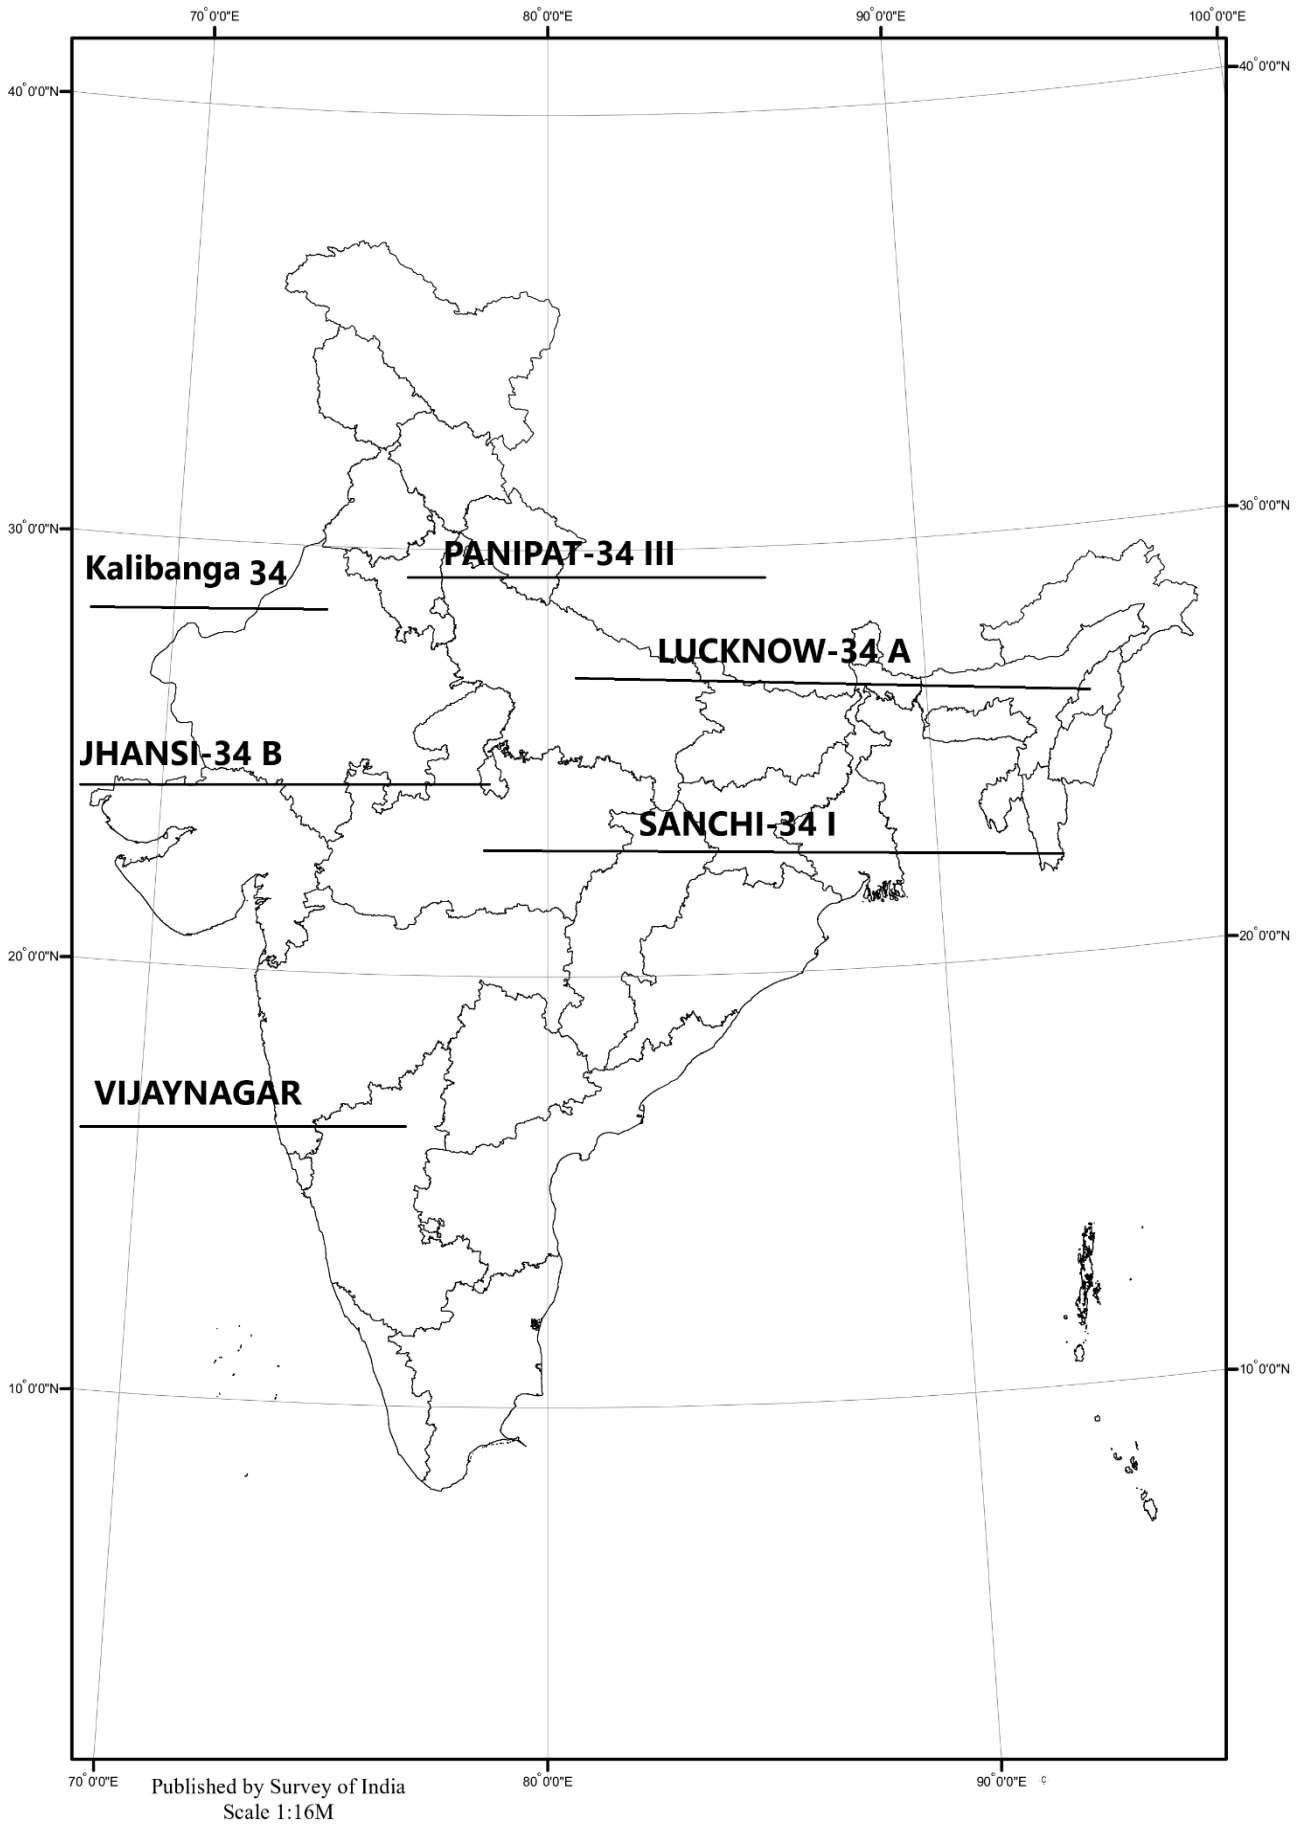 70°0'0"E 80°0'0"E 90°0'0"E 100°0'0"E
40°0'0"N 40°0'0"N
30°0'0"N 30°0'0"N
PANIPAT-34 III
Kalibanga 34
LUCKNOW-34 A
JHANSI-34 B
SANCHI-34 I
20°0'0"N 20°0'0"N
VIJAYNAGAR
10°0'0"N 10°0'0"N
70°0'0"E 80°0'0"E 90°0'0"E
Published by Survey of India
Scale 1:16M